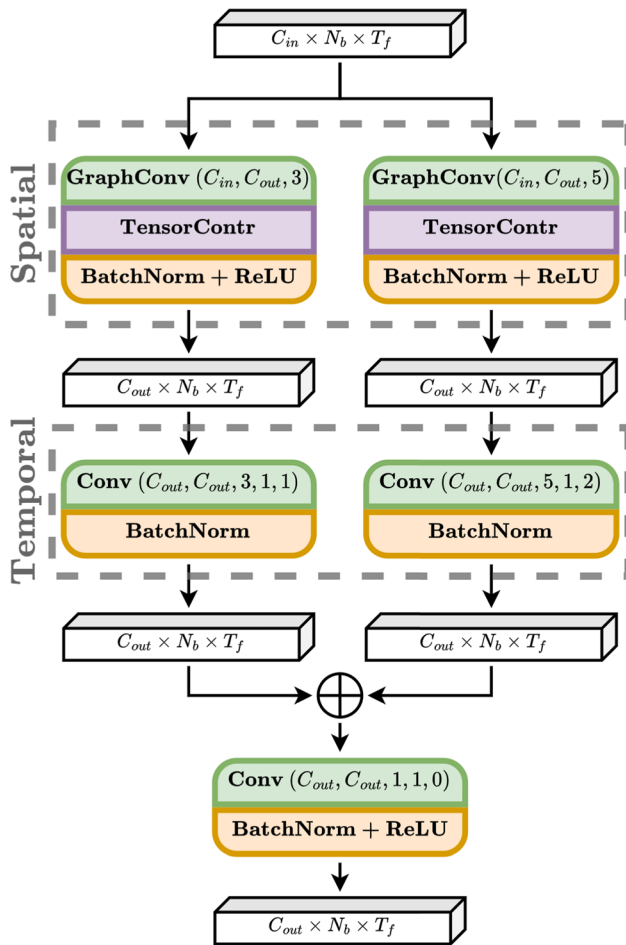 C_in × N_b × T_f
Spatial
GraphConv (C_in, C_out, 3)
GraphConv(C_in, C_out, 5)
TensorContr
TensorContr
BatchNorm + ReLU
BatchNorm + ReLU
C_out × N_b × T_f
C_out × N_b × T_f
Temporal
Conv (C_out, C_out, 3, 1, 1)
Conv (C_out, C_out, 5, 1, 2)
BatchNorm
BatchNorm
C_out × N_b × T_f
C_out × N_b × T_f
Conv (C_out, C_out, 1, 1, 0)
BatchNorm + ReLU
C_out × N_b × T_f